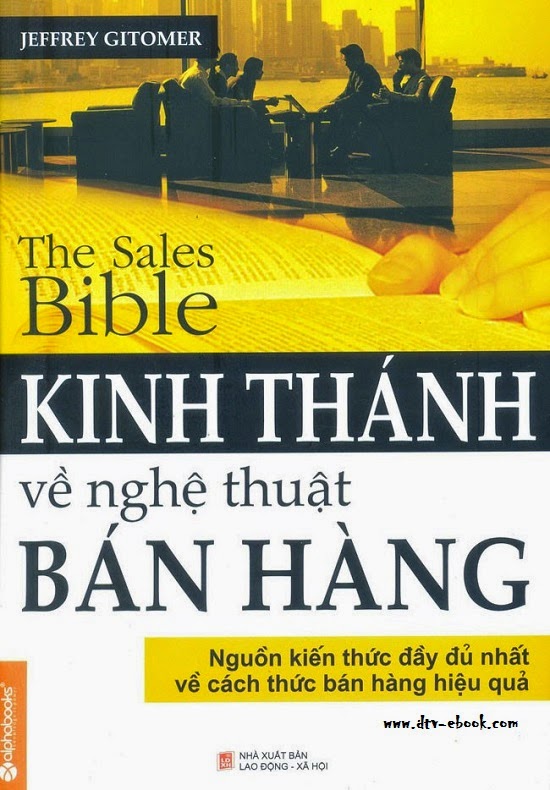 JEFFREY GITOMER
The Sales
Bible
KINH THÁNH
về nghệ thuật
BÁN HÀNG
Nguồn kiến thức đầy đủ nhất
về cách thức bán hàng hiệu quả
www.dtv-ebook.com
alphabooks
NHÀ XUẤT BẢN
LAO ĐỘNG - XÃ HỘI